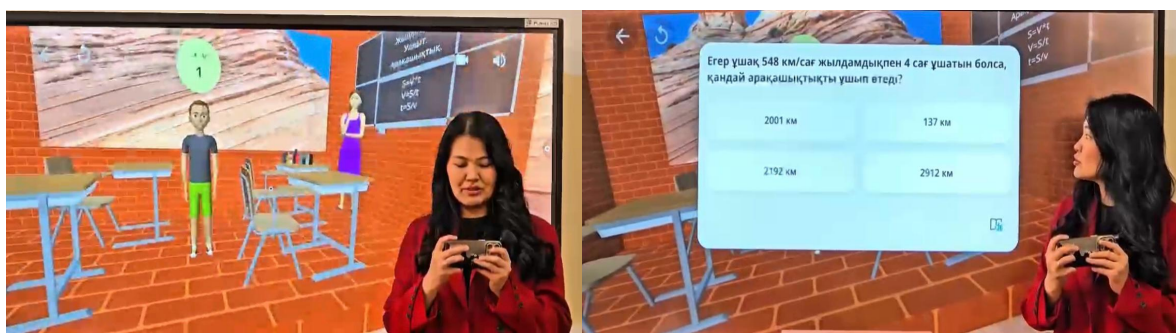 1
АРАҚАШЫҚТЫҚ
S=V*t
V=S/t
t=S/v
S=V*t
V=S/t
t=S/V
Егер ұшақ 548 км/сағ жылдамдықпен 4 сағ ұшатын болса,
қандай арақашықтықты ұшып өтеді?
2001 км
137 км
2192 км
2912 км